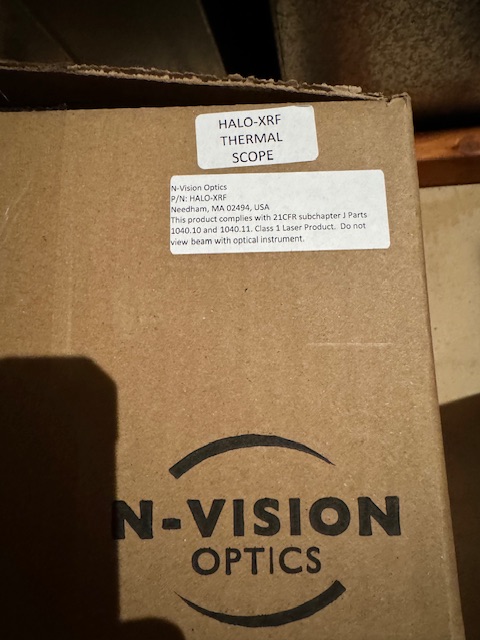 HALO-XRF
THERMAL
SCOPE
N-Vision Optics
P/N: HALO-XRF
Needham, MA 02494, USA
This product complies with 21CFR subchapter J Parts
1040.10 and 1040.11. Class 1 Laser Product. Do not
view beam with optical instrument.
N-VISION
OPTICS